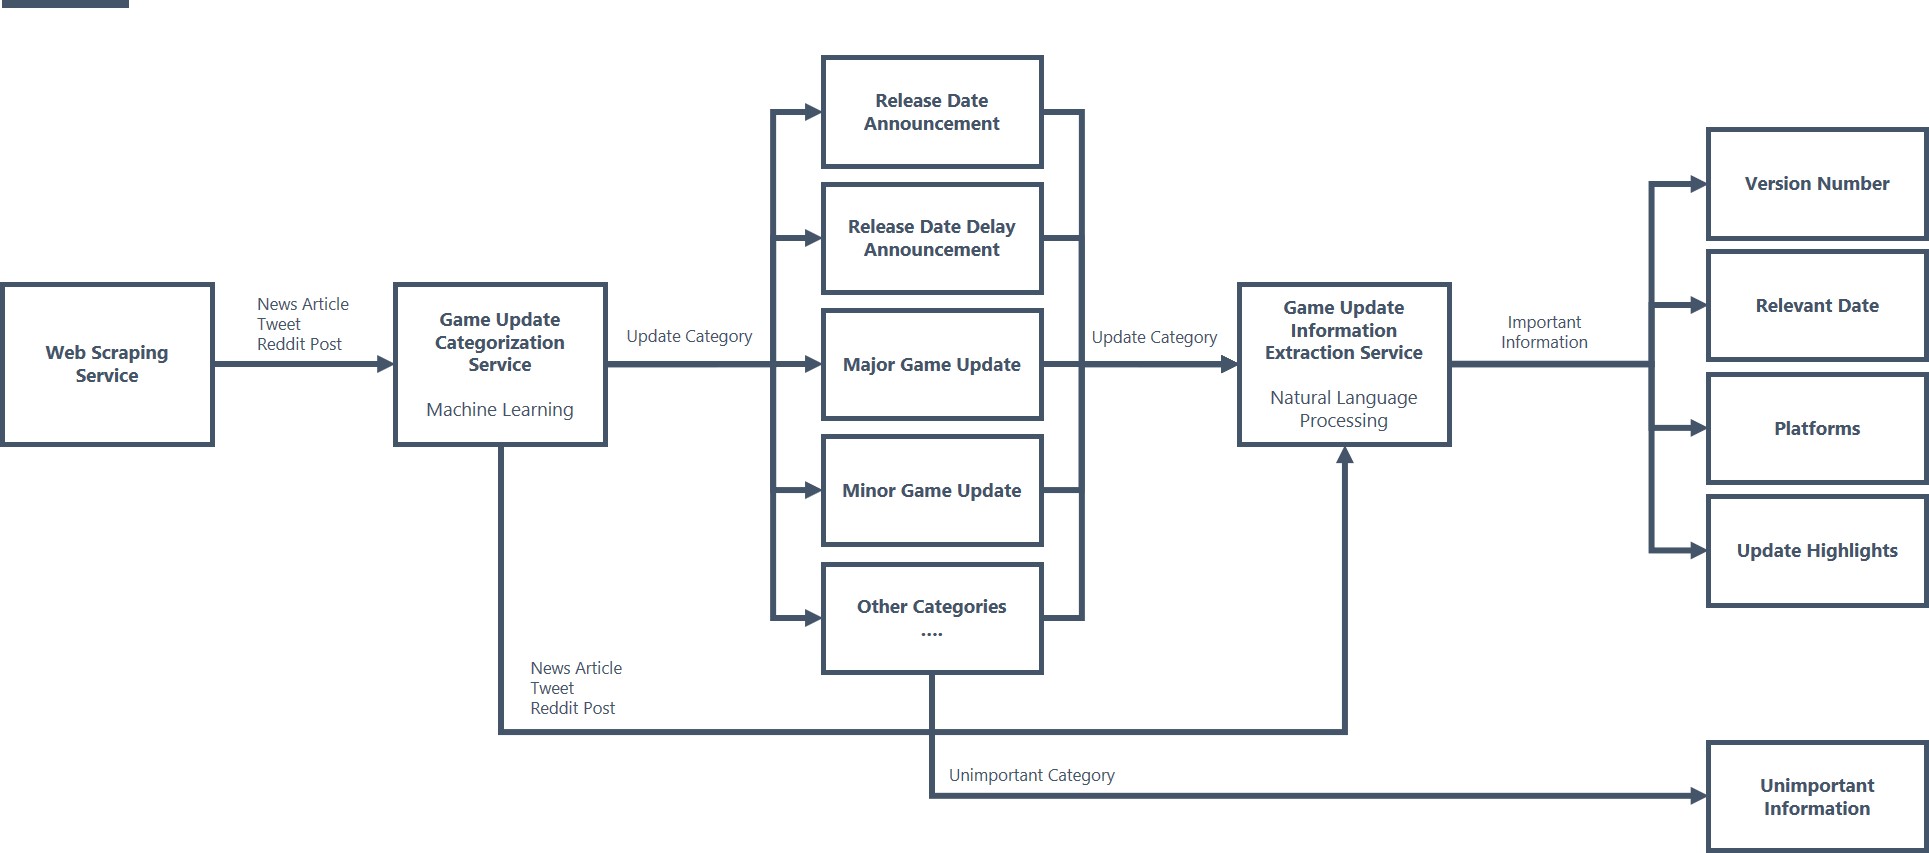 Web Scraping
Service
News Article
Tweet
Reddit Post
Game Update
Categorization
Service
Machine Learning
Update Category
Release Date
Announcement
Release Date Delay
Announcement
Major Game Update
Minor Game Update
Other Categories
....
Update Category
Game Update
Information
Extraction Service
Natural Language
Processing
Important
Information
Version Number
Relevant Date
Platforms
Update Highlights
News Article
Tweet
Reddit Post
Unimportant Category
Unimportant
Information